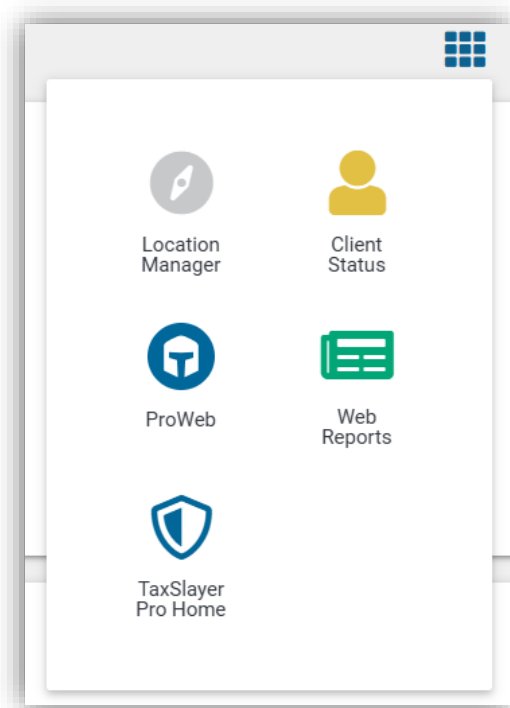 Location
Manager
Client
Status
ProWeb
Web
Reports
TaxSlayer
Pro Home